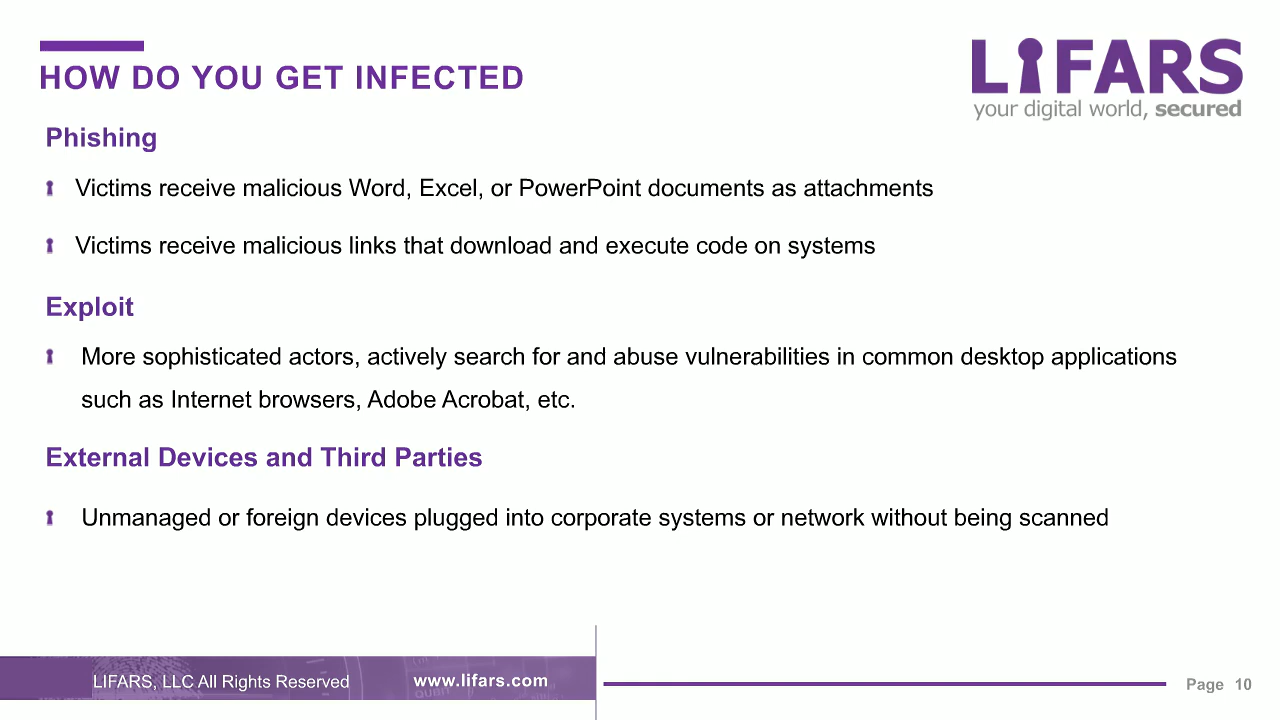 HOW DO YOU GET INFECTED
LIFARS
your digital world, secured
Phishing
Victims receive malicious Word, Excel, or PowerPoint documents as attachments
Victims receive malicious links that download and execute code on systems
Exploit
More sophisticated actors, actively search for and abuse vulnerabilities in common desktop applications
such as Internet browsers, Adobe Acrobat, etc.
External Devices and Third Parties
Unmanaged or foreign devices plugged into corporate systems or network without being scanned
LIFARS, LLC All Rights Reserved
www.lifars.com
Page 10